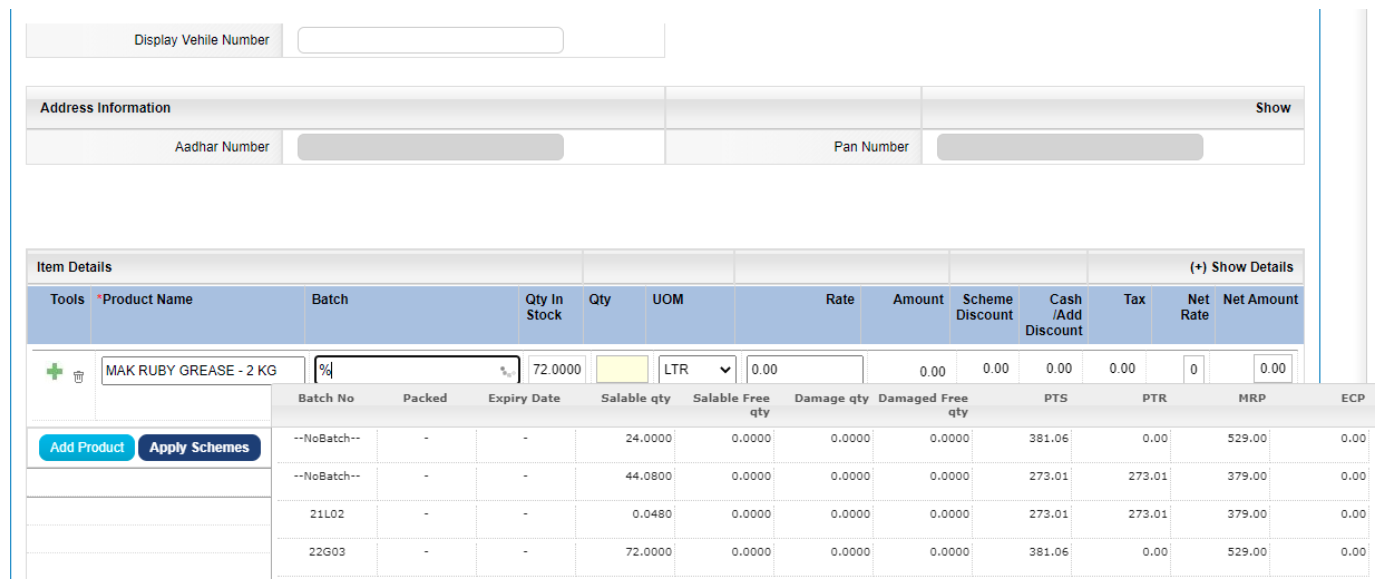 Display Vehile Number
Address Information Show
Aadhar Number Pan Number
Item Details (+) Show Details
Tools *Product Name Batch Qty In Stock Qty UOM Rate Amount Scheme Discount Cash /Add Discount Tax Net Rate Net Amount
MAK RUBY GREASE - 2 KG % 72.0000 LTR 0.00 0.00 0.00 0.00 0.00 0 0.00
Batch No Packed Expiry Date Salable qty Salable Free qty Damage qty Damaged Free qty PTS PTR MRP ECP
Add Product Apply Schemes
--NoBatch-- - - 24.0000 0.0000 0.0000 0.0000 381.06 0.00 529.00 0.00
--NoBatch-- - - 44.0800 0.0000 0.0000 0.0000 273.01 273.01 379.00 0.00
21L02 - - 0.0480 0.0000 0.0000 0.0000 273.01 273.01 379.00 0.00
22G03 - - 72.0000 0.0000 0.0000 0.0000 381.06 0.00 529.00 0.00